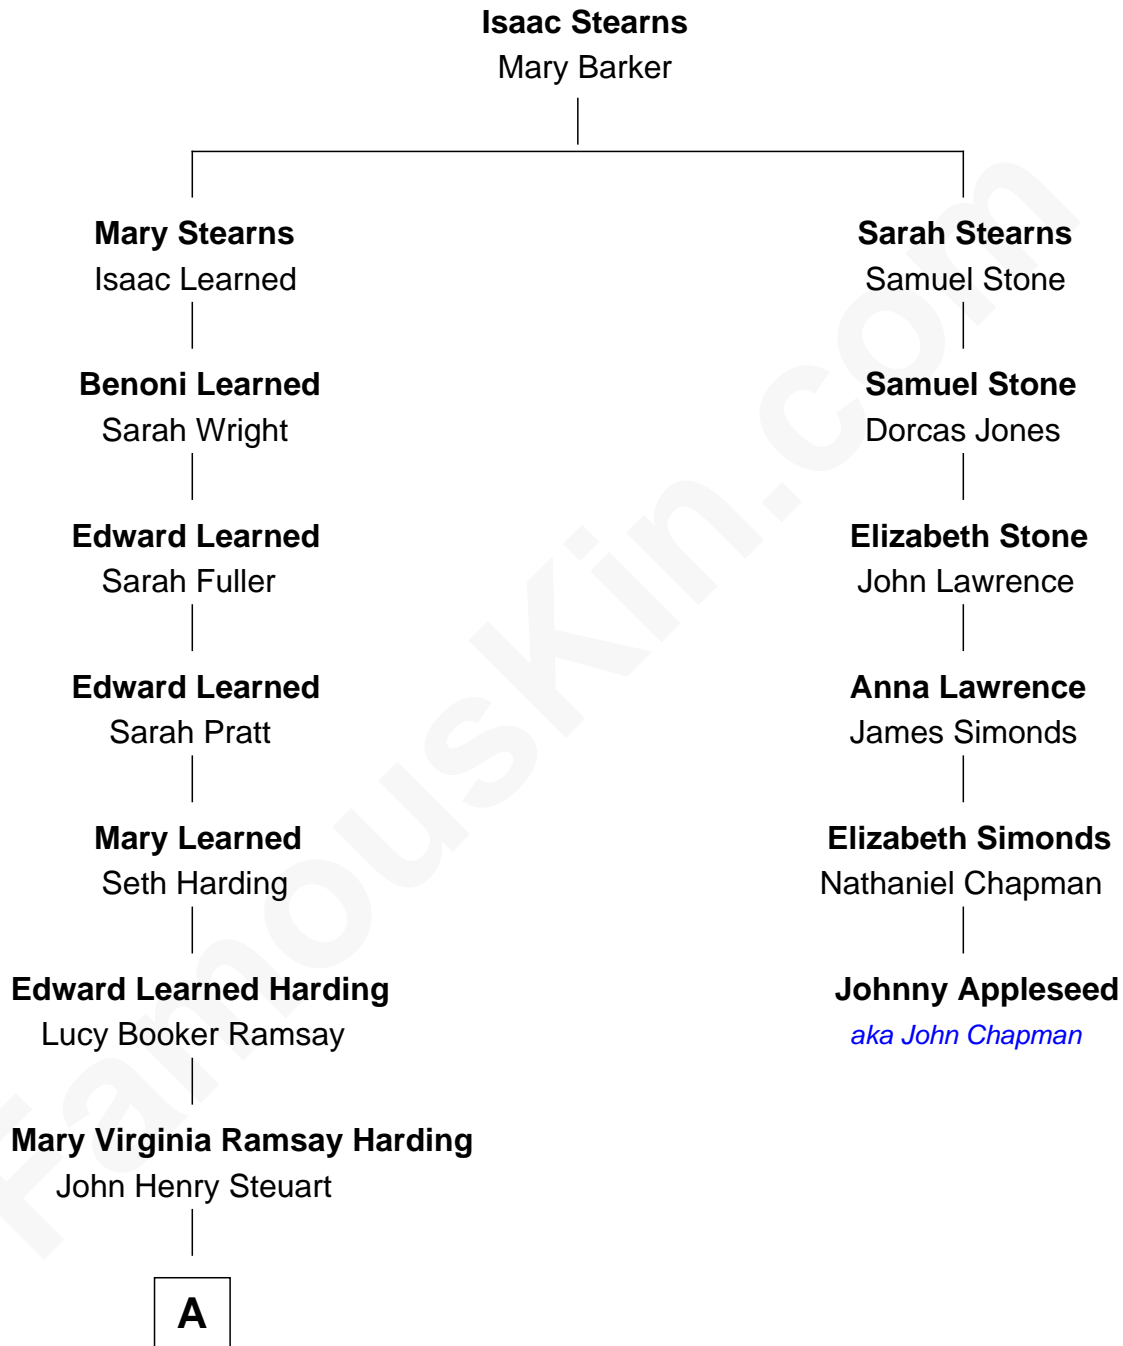 Isaac Stearns
Mary Barker
Mary Stearns
Isaac Learned
Sarah Stearns
Samuel Stone
Benoni Learned
Sarah Wright
Samuel Stone
Dorcas Jones
Edward Learned
Sarah Fuller
Elizabeth Stone
John Lawrence
Edward Learned
Sarah Pratt
Anna Lawrence
James Simonds
Mary Learned
Seth Harding
Elizabeth Simonds
Nathaniel Chapman
Edward Learned Harding
Lucy Booker Ramsay
Johnny Appleseed
aka John Chapman
Mary Virginia Ramsay Harding
John Henry Steuart
A
FamousKin.com